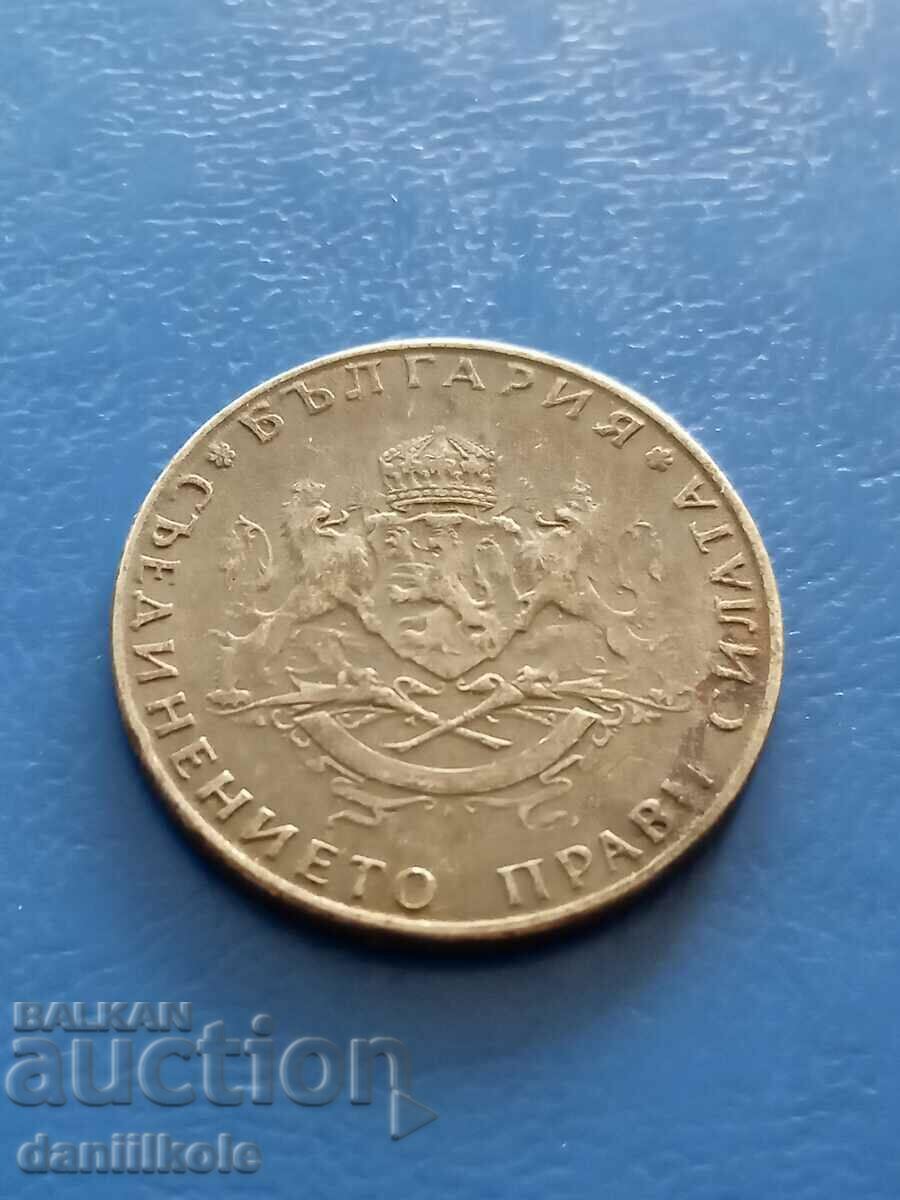 * БЪЛГАРИЯ *
СЪЕДИНЕНИЕТО ПРАВИ СИЛАТА
BALKAN
auction
daniilkole